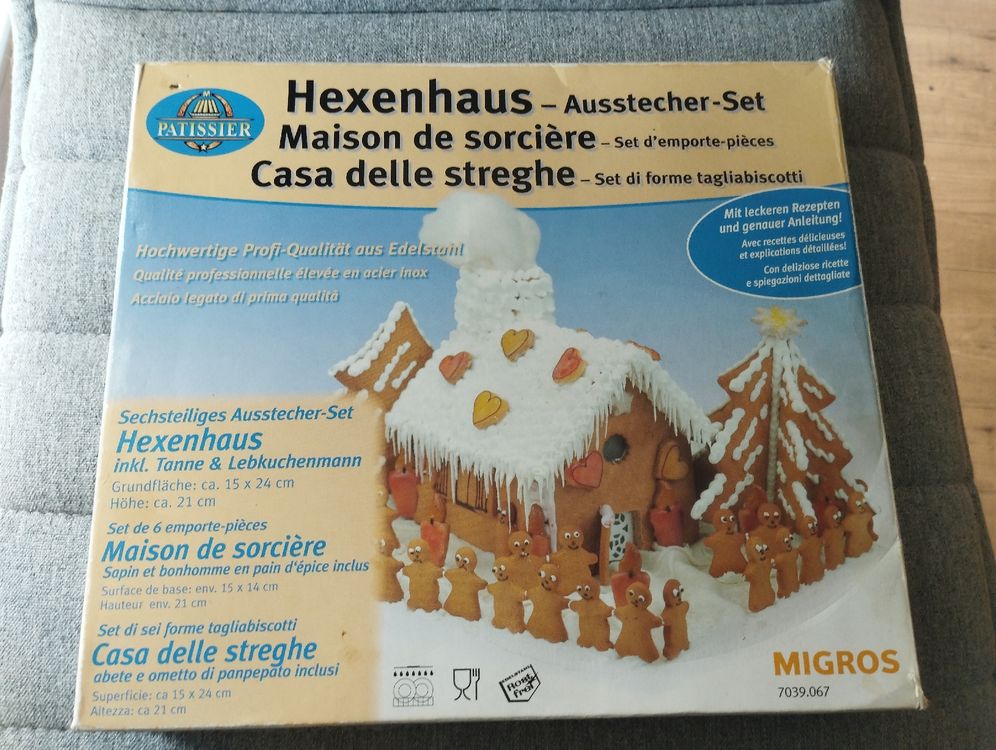 M
PATISSIER
Hexenhaus – Ausstecher-Set
Maison de sorcière – Set d'emporte-pièces
Casa delle streghe – Set di forme tagliabiscotti
Mit leckeren Rezepten
und genauer Anleitung!
Avec recettes délicieuses
et explications détaillées!
Con deliziose ricette
e spiegazioni dettagliate
Hochwertige Profi-Qualität aus Edelstahl
Qualité professionnelle élevée en acier inox
Acciaio legato di prima qualità
Sechsteiliges Ausstecher-Set
Hexenhaus
inkl. Tanne & Lebkuchenmann
Grundfläche: ca. 15 x 24 cm
Höhe: ca. 21 cm
Set de 6 emporte-pièces
Maison de sorcière
Sapin et bonhomme en pain d'épice inclus
Surface de base: env. 15 x 14 cm
Hauteur env. 21 cm
Set di sei forme tagliabiscotti
Casa delle streghe
abete e ometto di panpepato inclusi
Superficie: ca 15 x 24 cm
Altezza: ca 21 cm
EDELSTAHL
Rost
frei
MIGROS
7039.067